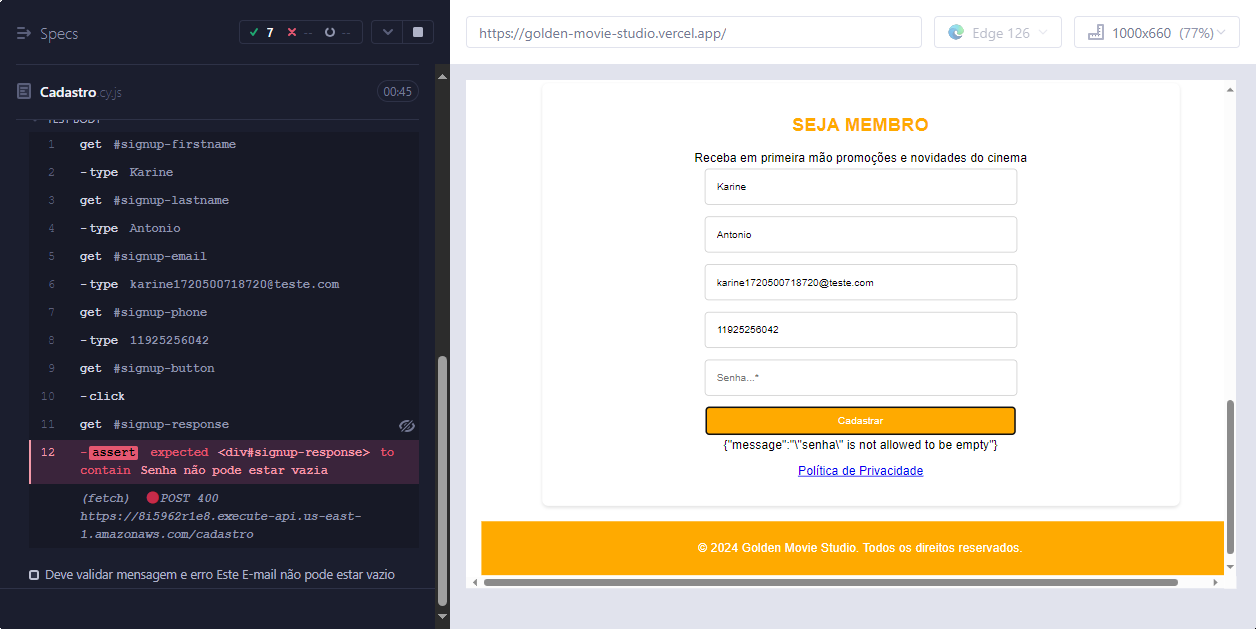 Specs
7 -- --
Cadastro.cy.js 00:45
TEST BODY
1 get #signup-firstname
2 -type Karine
3 get #signup-lastname
4 -type Antonio
5 get #signup-email
6 -type karine1720500718720@teste.com
7 get #signup-phone
8 -type 11925256042
9 get #signup-button
10 -click
11 get #signup-response
12 -assert expected <div#signup-response> to
contain Senha não pode estar vazia
(fetch) POST 400
https://8i5962r1e8.execute-api.us-east-
1.amazonaws.com/cadastro
Deve validar mensagem e erro Este E-mail não pode estar vazio
https://golden-movie-studio.vercel.app/
Edge 126
1000x660 (77%)
SEJA MEMBRO
Receba em primeira mão promoções e novidades do cinema
Karine
Antonio
karine1720500718720@teste.com
11925256042
Senha...*
Cadastrar
{"message":"\"senha\" is not allowed to be empty"}
Política de Privacidade
© 2024 Golden Movie Studio. Todos os direitos reservados.